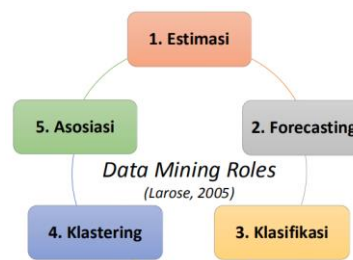 1. Estimasi
2. Forecasting
3. Klasifikasi
4. Klastering
5. Asosiasi
Data Mining Roles
(Larose, 2005)